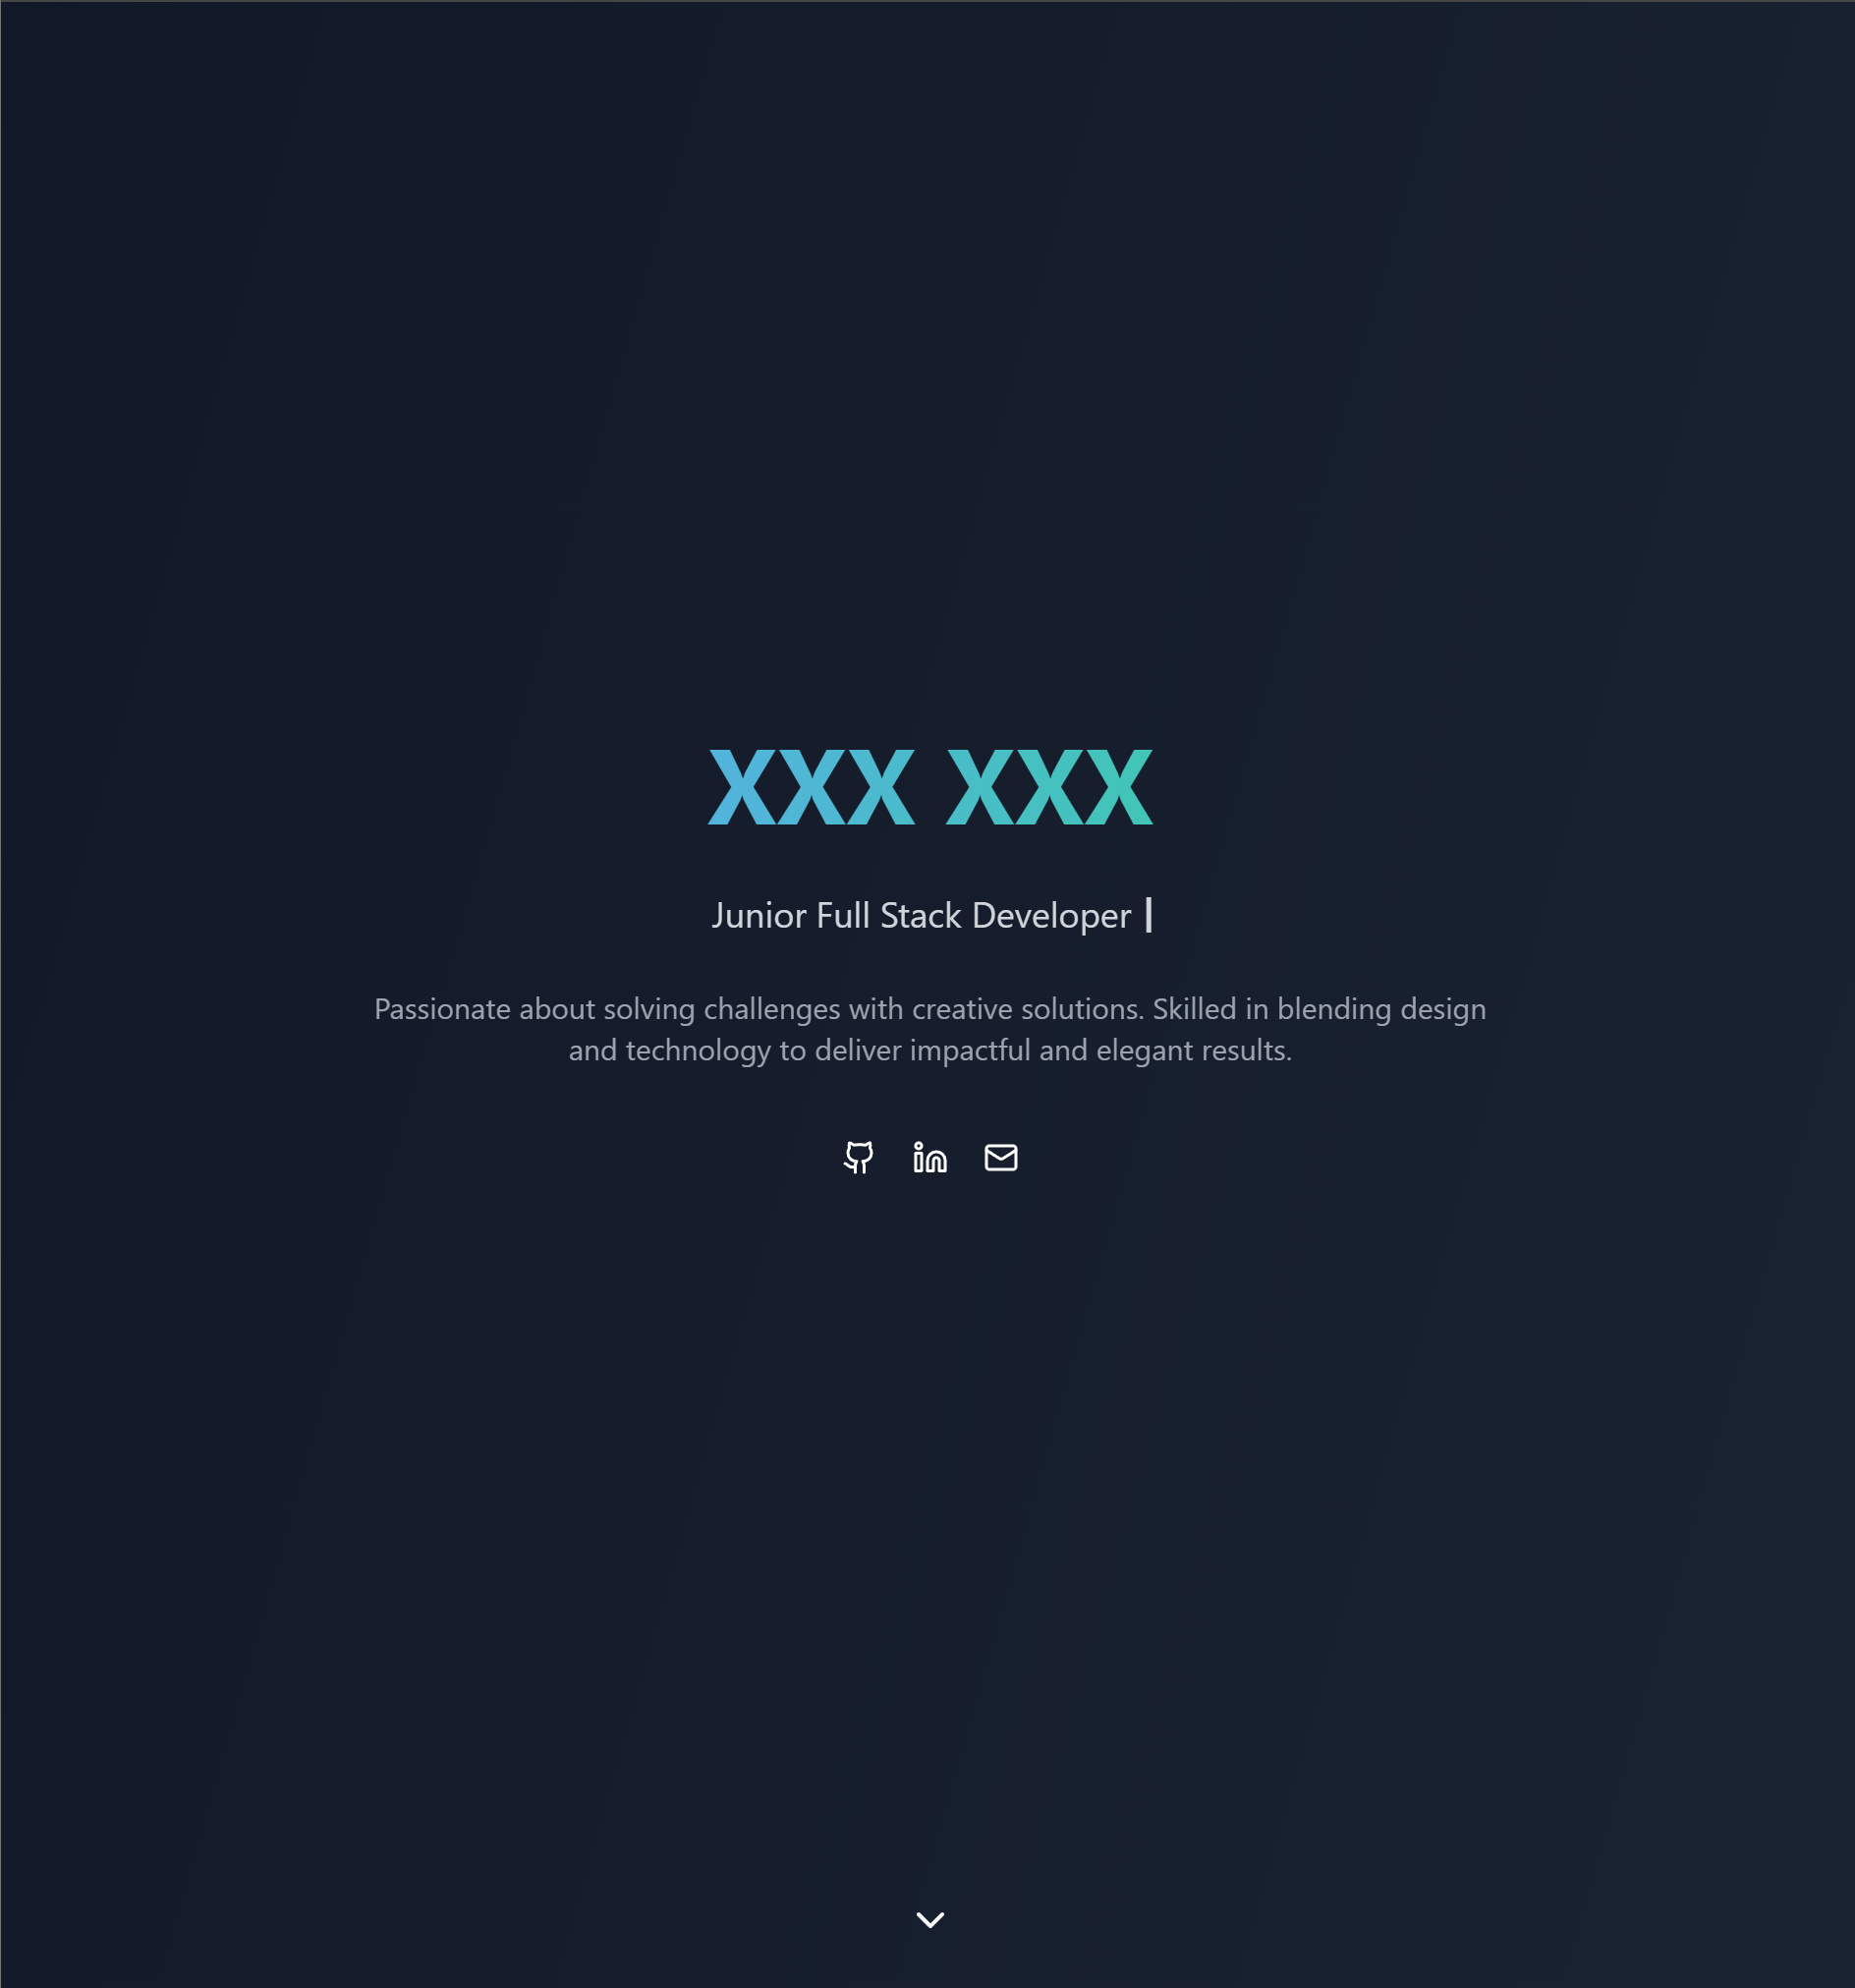 XXX XXX
Junior Full Stack Developer |
Passionate about solving challenges with creative solutions. Skilled in blending design
and technology to deliver impactful and elegant results.
in